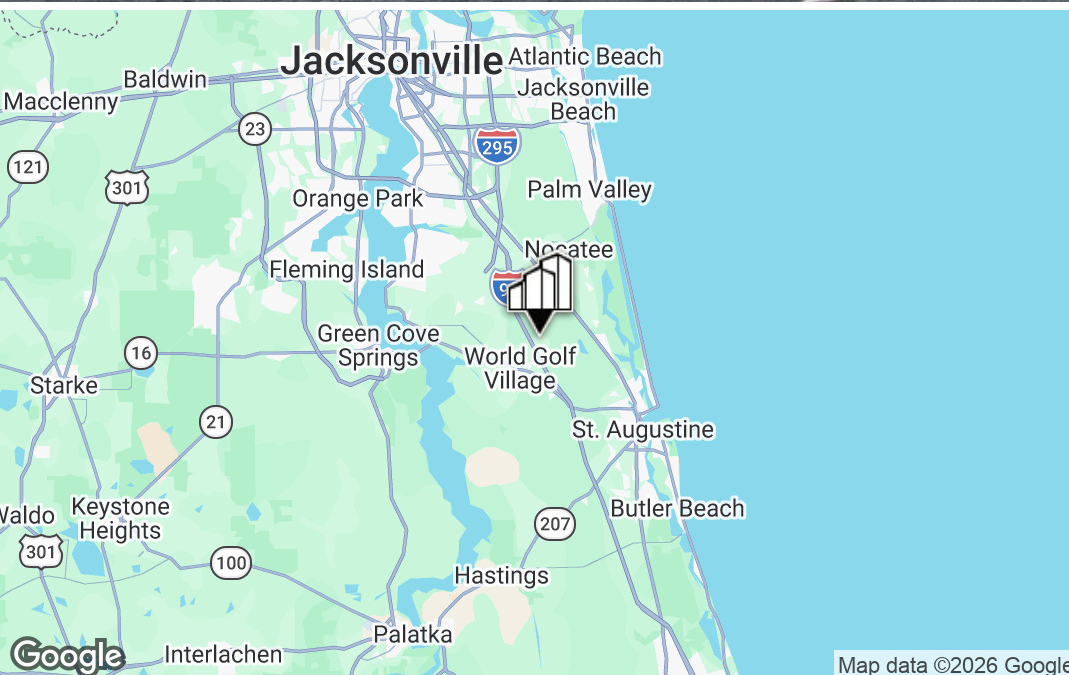 Jacksonville
Atlantic Beach
Baldwin
Jacksonville
Beach
Macclenny
23
295
121
301
Palm Valley
Orange Park
Nocatee
Fleming Island
9
Green Cove
Springs
16
World Golf
Village
Starke
21
St. Augustine
Waldo
Keystone
Heights
Butler Beach
207
301
100
Hastings
Palatka
Interlachen
Google
Map data ©2026 Google